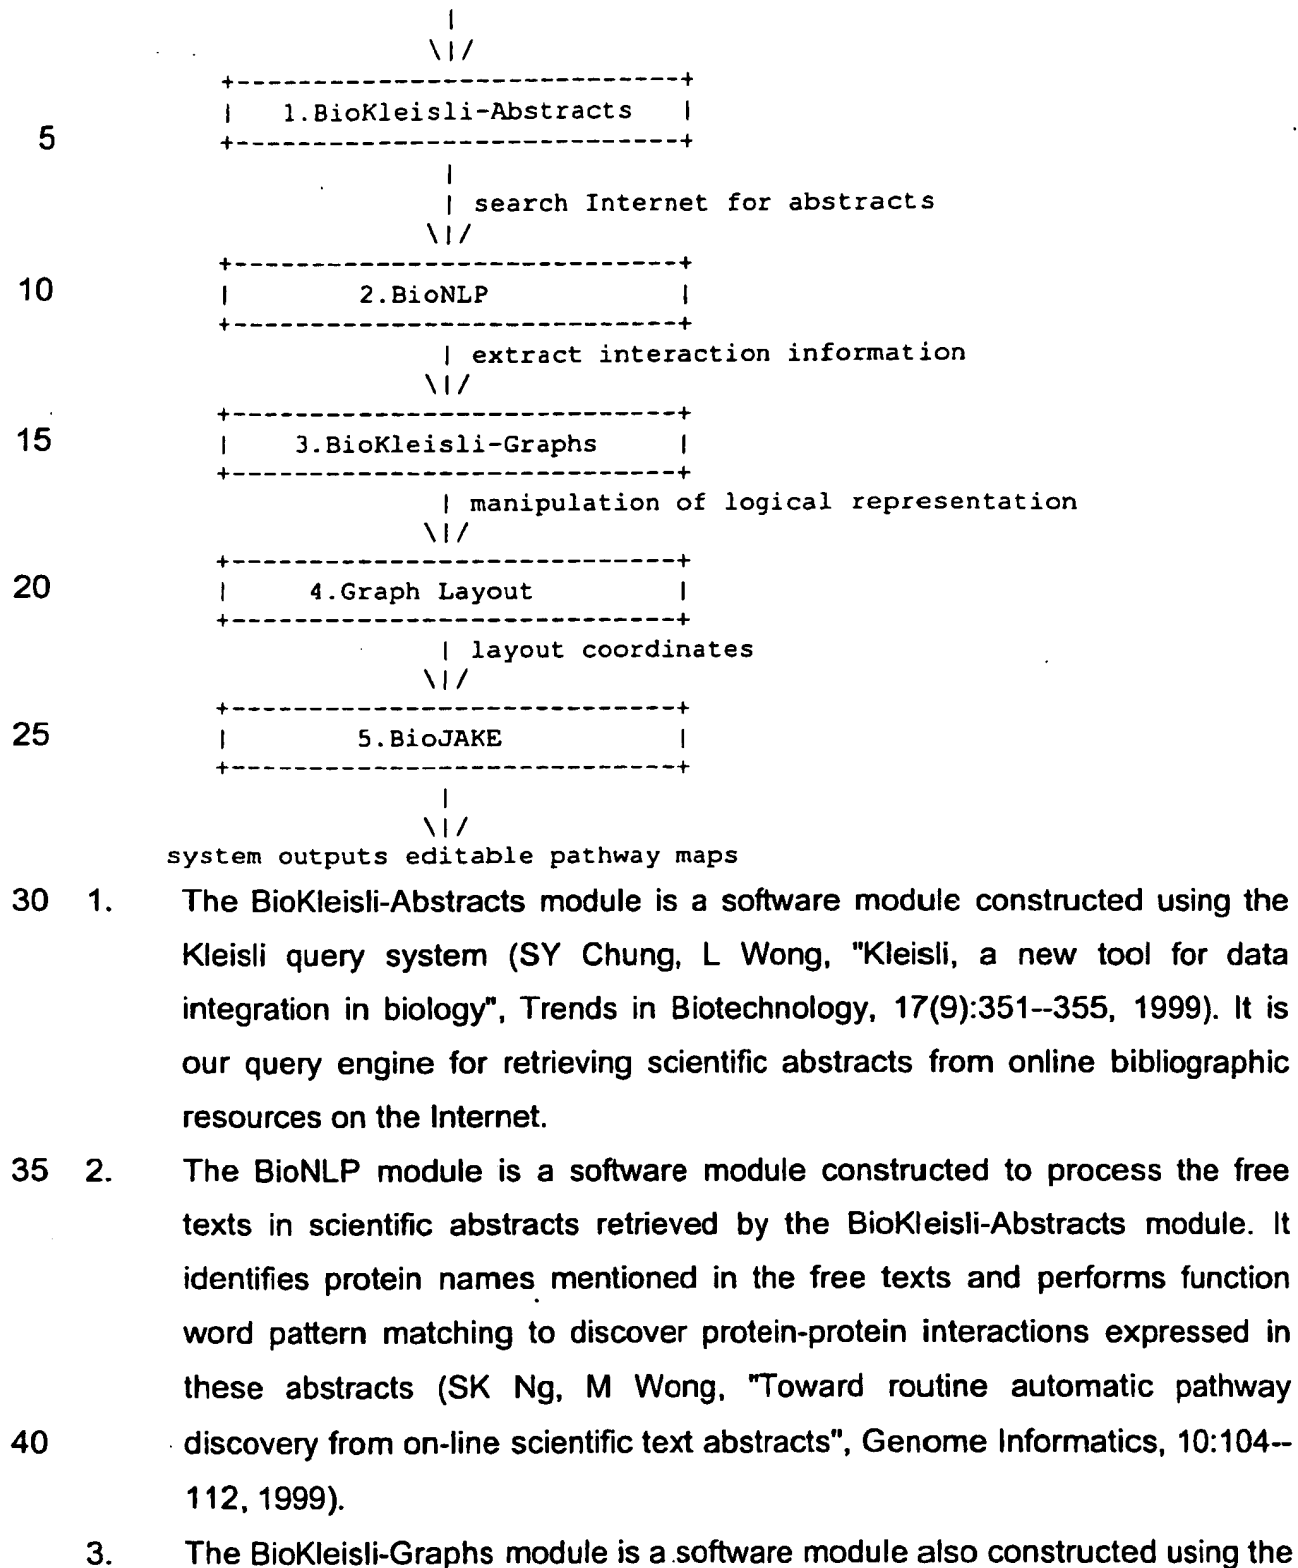 |
\|/
+-----------------------------+
| 1.BioKleisli-Abstracts |
5 +-----------------------------+
|
| search Internet for abstracts
\|/
+-----------------------------+
10 | 2.BioNLP |
+-----------------------------+
| extract interaction information
\|/
+-----------------------------+
15 | 3.BioKleisli-Graphs |
+-----------------------------+
| manipulation of logical representation
\|/
+-----------------------------+
20 | 4.Graph Layout |
+-----------------------------+
| layout coordinates
\|/
+-----------------------------+
25 | 5.BioJAKE |
+-----------------------------+
|
\|/
system outputs editable pathway maps
30 1. The BioKleisli-Abstracts module is a software module constructed using the
Kleisli query system (SY Chung, L Wong, "Kleisli, a new tool for data
integration in biology", Trends in Biotechnology, 17(9):351--355, 1999). It is
our query engine for retrieving scientific abstracts from online bibliographic
resources on the Internet.
35 2. The BioNLP module is a software module constructed to process the free
texts in scientific abstracts retrieved by the BioKleisli-Abstracts module. It
identifies protein names mentioned in the free texts and performs function
word pattern matching to discover protein-protein interactions expressed in
these abstracts (SK Ng, M Wong, "Toward routine automatic pathway
40 discovery from on-line scientific text abstracts", Genome Informatics, 10:104--
112, 1999).
3. The BioKleisli-Graphs module is a software module also constructed using the